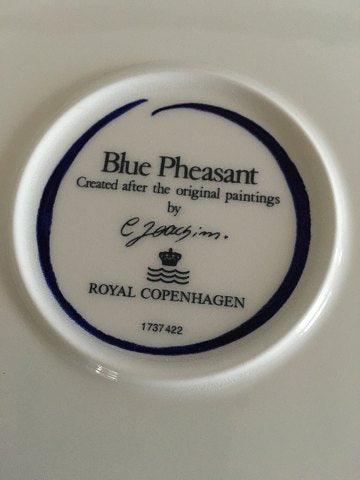 Blue Pheasant
Created after the original paintings
by
C Joachim.
ROYAL COPENHAGEN
1737422